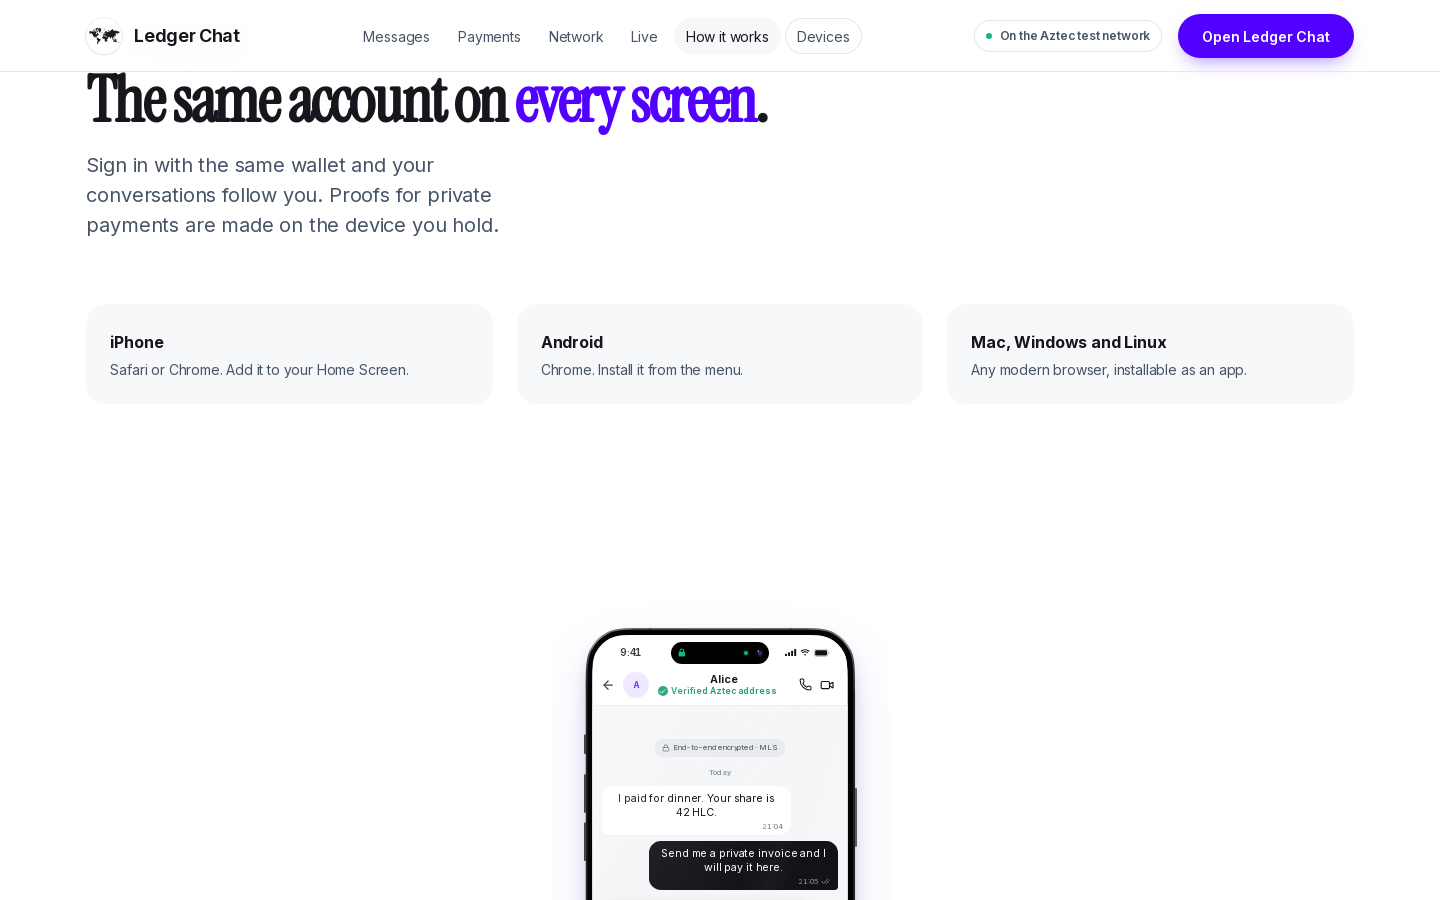 Ledger Chat
Messages
Payments
Network
Live
How it works
Devices
On the Aztec test network
Open Ledger Chat
The same account on every screen.
Sign in with the same wallet and your
conversations follow you. Proofs for private
payments are made on the device you hold.
iPhone
Safari or Chrome. Add it to your Home Screen.
Android
Chrome. Install it from the menu.
Mac, Windows and Linux
Any modern browser, installable as an app.
9:41
A
Alice
Verified Aztec address
End-to-end encrypted · MLS
Today
I paid for dinner. Your share is
42 HLC.
21:04
Send me a private invoice and I
will pay it here.
21:05